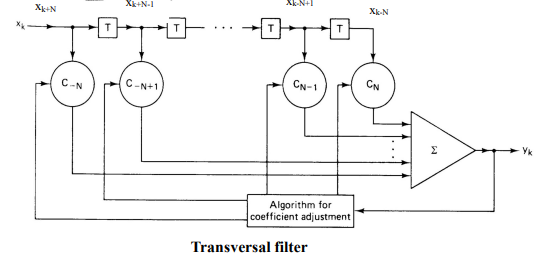 x_{k+N} x_{k+N-1} x_{k-N+1} x_{k-N}
x_k T T . . . T T
C_{-N} C_{-N+1} C_{N-1} C_N
Σ y_k
Algorithm for
coefficient adjustment
Transversal filter